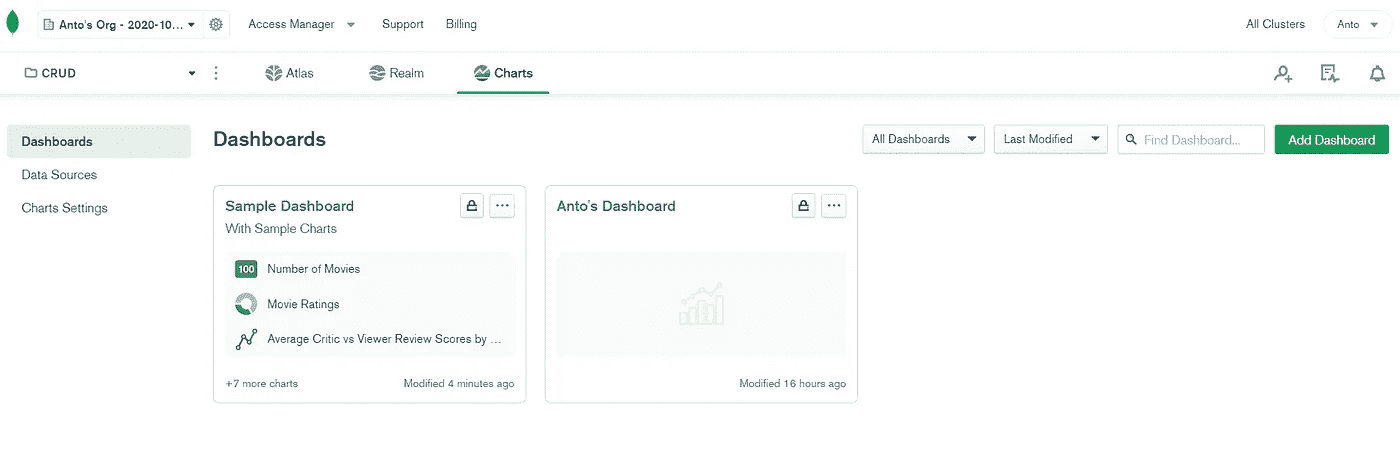 Anto's Org - 2020-10... Access Manager Support Billing All Clusters Anto
CRUD Atlas Realm Charts
Dashboards
Data Sources
Charts Settings
Dashboards All Dashboards Last Modified Find Dashboard... Add Dashboard
Sample Dashboard
With Sample Charts
100 Number of Movies
Movie Ratings
Average Critic vs Viewer Review Scores by ...
+7 more charts Modified 4 minutes ago
Anto's Dashboard
Modified 16 hours ago